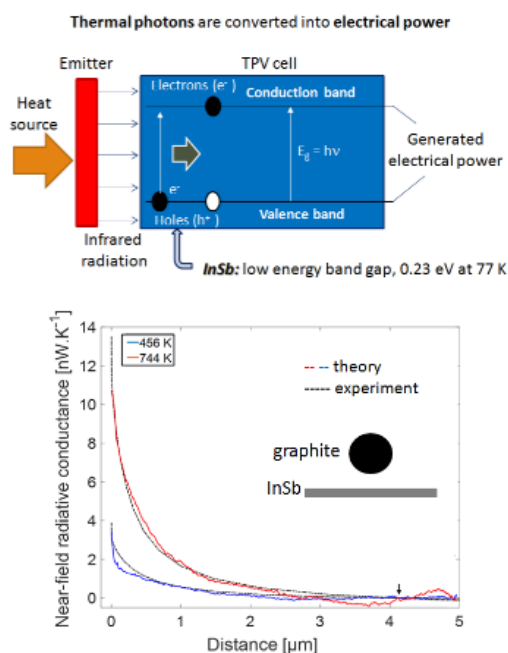 Thermal photons are converted into electrical power
Emitter
TPV cell
Electrons (e⁻)
Conduction band
Heat
source
E_g = hν
Generated
electrical power
e⁻
Holes (h⁺)
Valence band
Infrared
radiation
InSb: low energy band gap, 0.23 eV at 77 K
Near-field radiative conductance [nW.K⁻¹]
14
12
10
8
6
4
2
0
456 K
744 K
theory
experiment
graphite
InSb
0
1
2
3
4
5
Distance [µm]